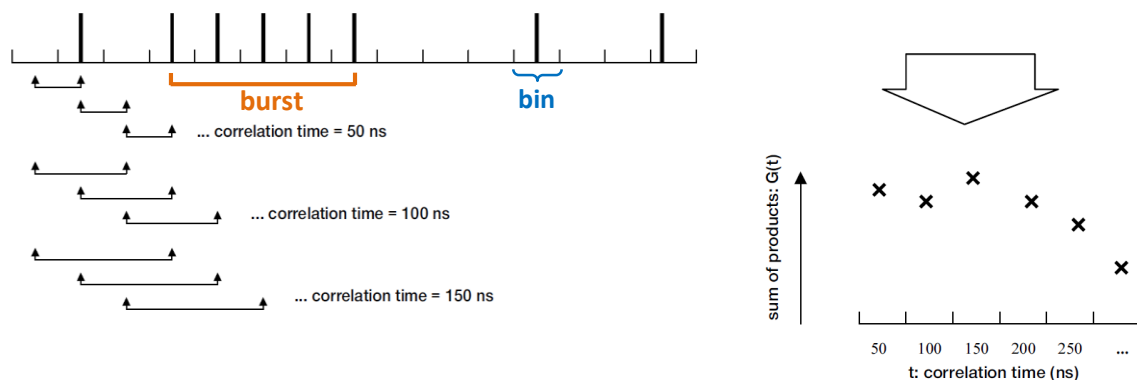 burst
bin
... correlation time = 50 ns
... correlation time = 100 ns
... correlation time = 150 ns
sum of products: G(t)
50 100 150 200 250 ...
t: correlation time (ns)